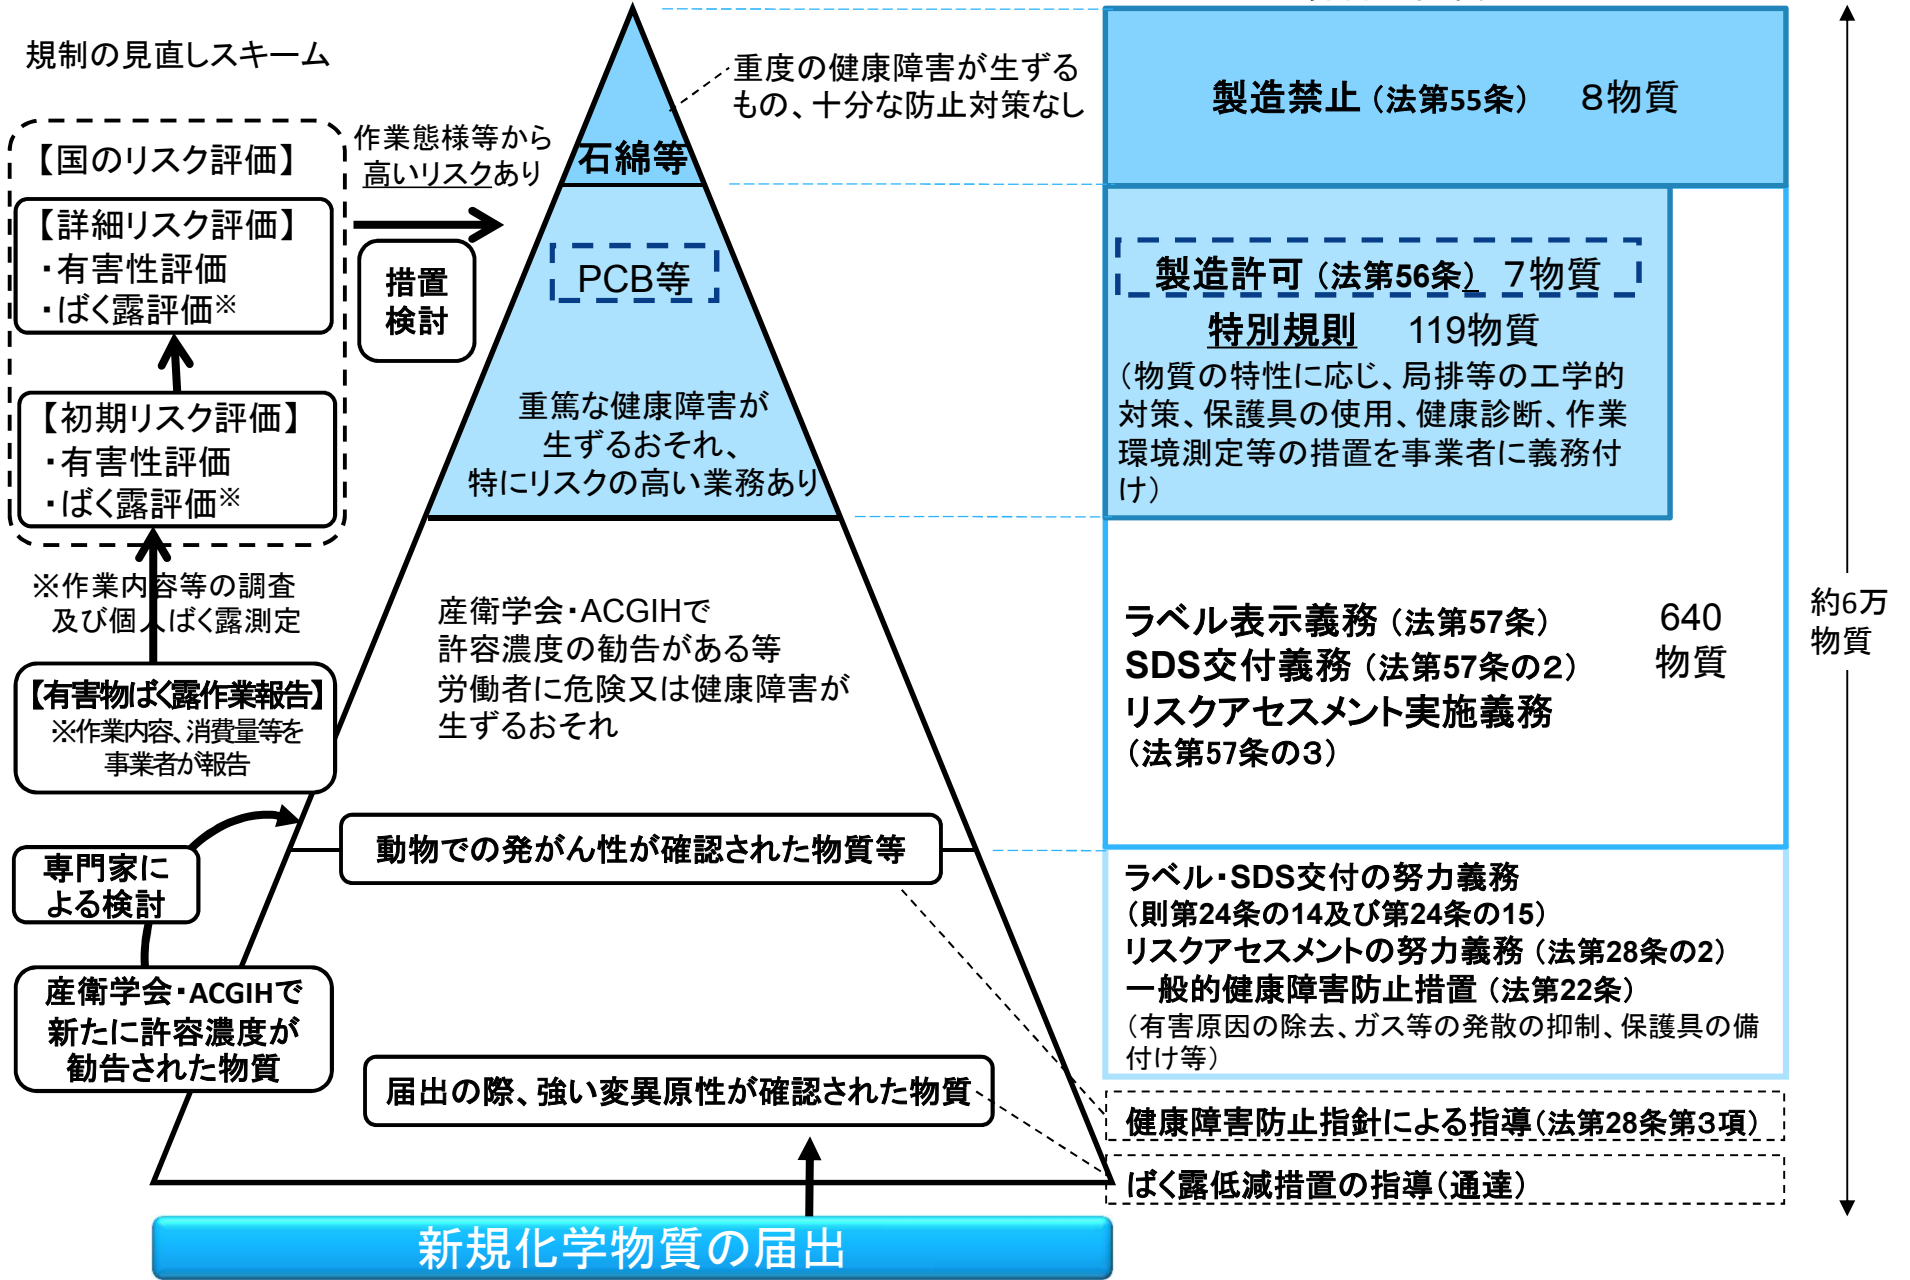 規制の見直しスキーム
【国のリスク評価】
【詳細リスク評価】
・有害性評価
・ばく露評価※
【初期リスク評価】
・有害性評価
・ばく露評価※
※作業内容等の調査
及び個人ばく露測定
【有害物ばく露作業報告】
※作業内容、消費量等を
事業者が報告
専門家に
よる検討
産衛学会・ACGIHで
新たに許容濃度が
勧告された物質
作業態様等から
高いリスクあり
措置
検討
重度の健康障害が生ずる
もの、十分な防止対策なし
石綿等
PCB等
重篤な健康障害が
生ずるおそれ、
特にリスクの高い業務あり
産衛学会・ACGIHで
許容濃度の勧告がある等
労働者に危険又は健康障害が
生ずるおそれ
動物での発がん性が確認された物質等
届出の際、強い変異原性が確認された物質
新規化学物質の届出
製造禁止（法第55条） 8物質
製造許可（法第56条） 7物質
特別規則 119物質
（物質の特性に応じ、局排等の工学的
対策、保護具の使用、健康診断、作業
環境測定等の措置を事業者に義務付
け）
ラベル表示義務（法第57条）
SDS交付義務（法第57条の2）
リスクアセスメント実施義務
（法第57条の3）
640
物質
ラベル・SDS交付の努力義務
（則第24条の14及び第24条の15）
リスクアセスメントの努力義務（法第28条の2）
一般的健康障害防止措置（法第22条）
（有害原因の除去、ガス等の発散の抑制、保護具の備
付け等）
健康障害防止指針による指導（法第28条第3項）
ばく露低減措置の指導（通達）
約6万
物質